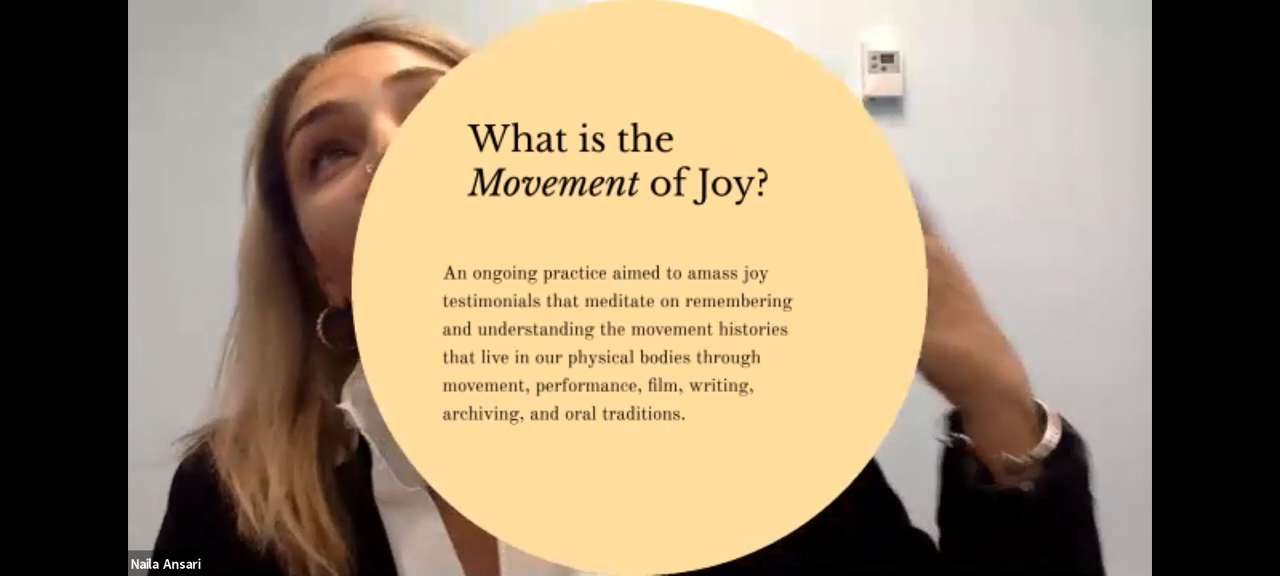 What is the
Movement of Joy?
An ongoing practice aimed to amass joy
testimonials that meditate on remembering
and understanding the movement histories
that live in our physical bodies through
movement, performance, film, writing,
archiving, and oral traditions.
Naila Ansari